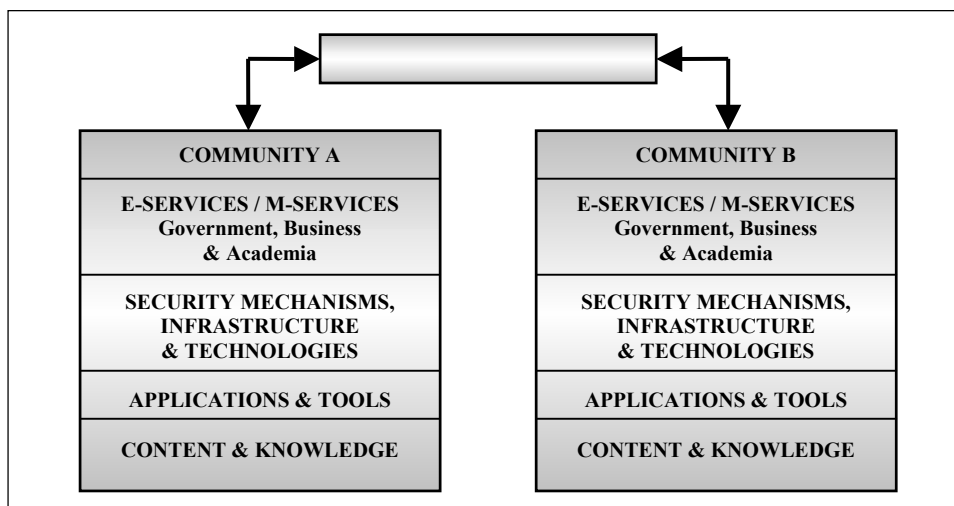 COMMUNITY A
E-SERVICES / M-SERVICES
Government, Business
& Academia
SECURITY MECHANISMS,
INFRASTRUCTURE
& TECHNOLOGIES
APPLICATIONS & TOOLS
CONTENT & KNOWLEDGE
COMMUNITY B
E-SERVICES / M-SERVICES
Government, Business
& Academia
SECURITY MECHANISMS,
INFRASTRUCTURE
& TECHNOLOGIES
APPLICATIONS & TOOLS
CONTENT & KNOWLEDGE